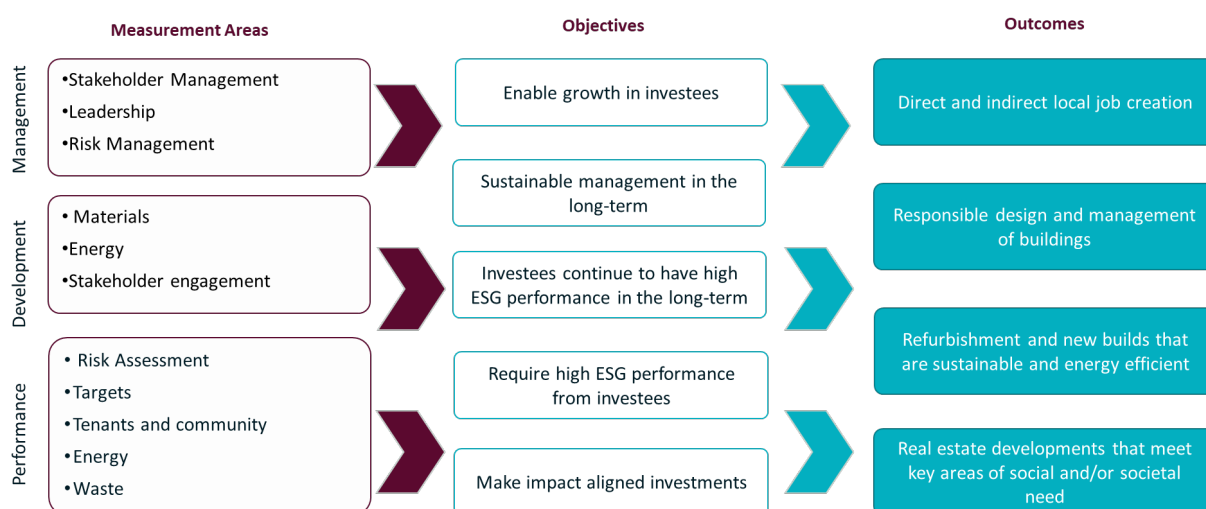 Measurement Areas
Objectives
Outcomes
Management
•Stakeholder Management
•Leadership
•Risk Management
Enable growth in investees
Direct and indirect local job creation
Sustainable management in the
long-term
Development
• Materials
•Energy
•Stakeholder engagement
Responsible design and management
of buildings
Investees continue to have high
ESG performance in the long-term
Refurbishment and new builds that
are sustainable and energy efficient
Performance
• Risk Assessment
•Targets
•Tenants and community
•Energy
•Waste
Require high ESG performance
from investees
Make impact aligned investments
Real estate developments that meet
key areas of social and/or societal
need